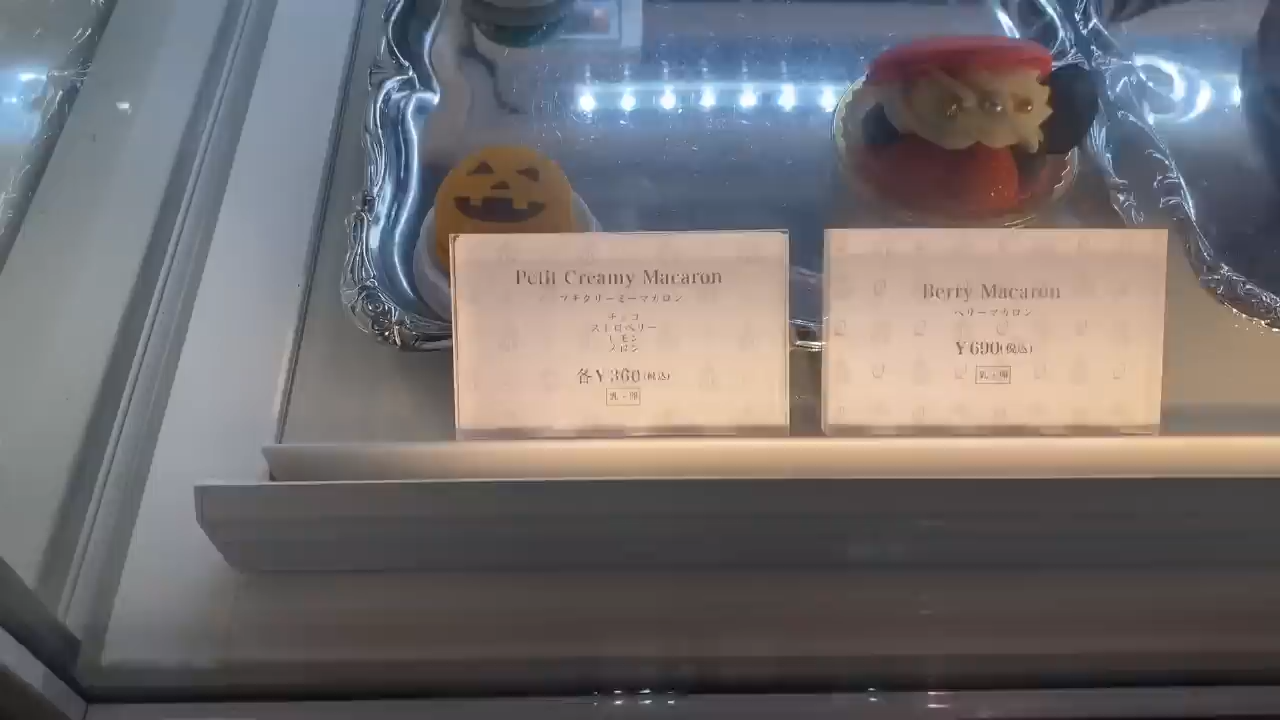 Petit Creamy Macaron
プチクリーミーマカロン
チョコ
ストロベリー
レモン
メロン
各¥360(税込)
乳・卵
Berry Macaron
ベリーマカロン
¥690(税込)
乳・卵